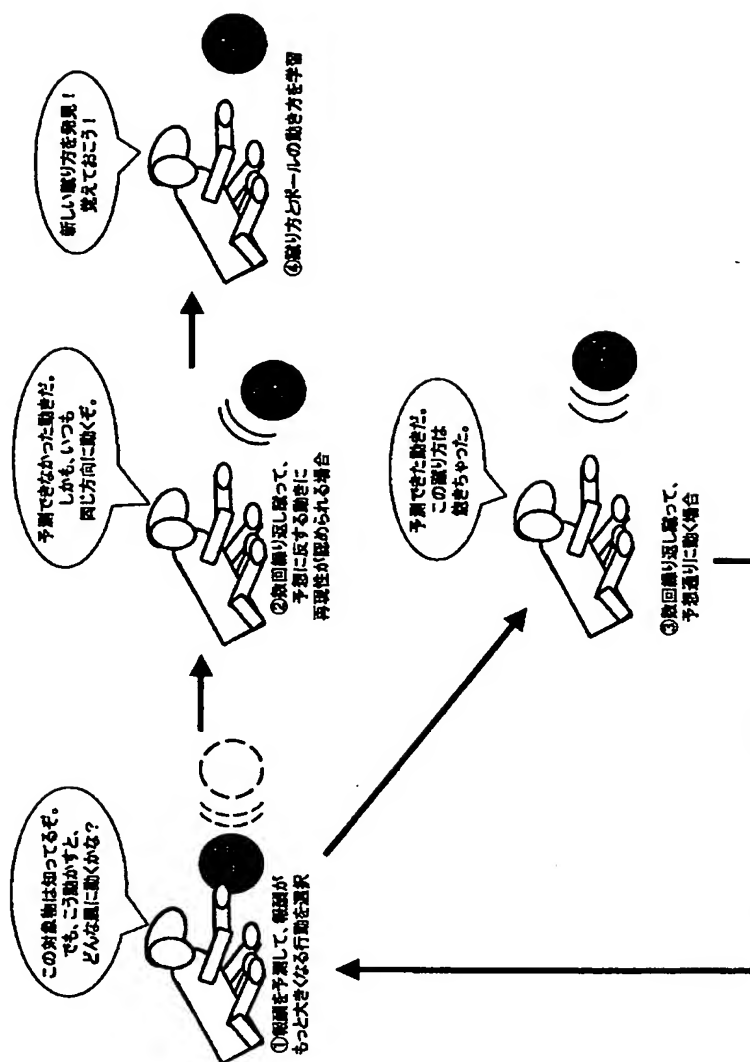 この対象物は知ってるぞ。
でも、こう動かすと、
どんな風に動くかな?
①報酬を予測して、報酬が
もっと大きくなる行動を選択
予測できなかった動きだ。
しかも、いつも
同じ方向に動くぞ。
②数回繰り返し蹴って、
予想に反する動きに
再現性が認められる場合
新しい蹴り方を発見!
覚えておこう!
④蹴り方とボールの動き方を学習
予測できた動きだ。
この蹴り方は
飽きちゃった。
③数回繰り返し蹴って、
予想通りに動く場合